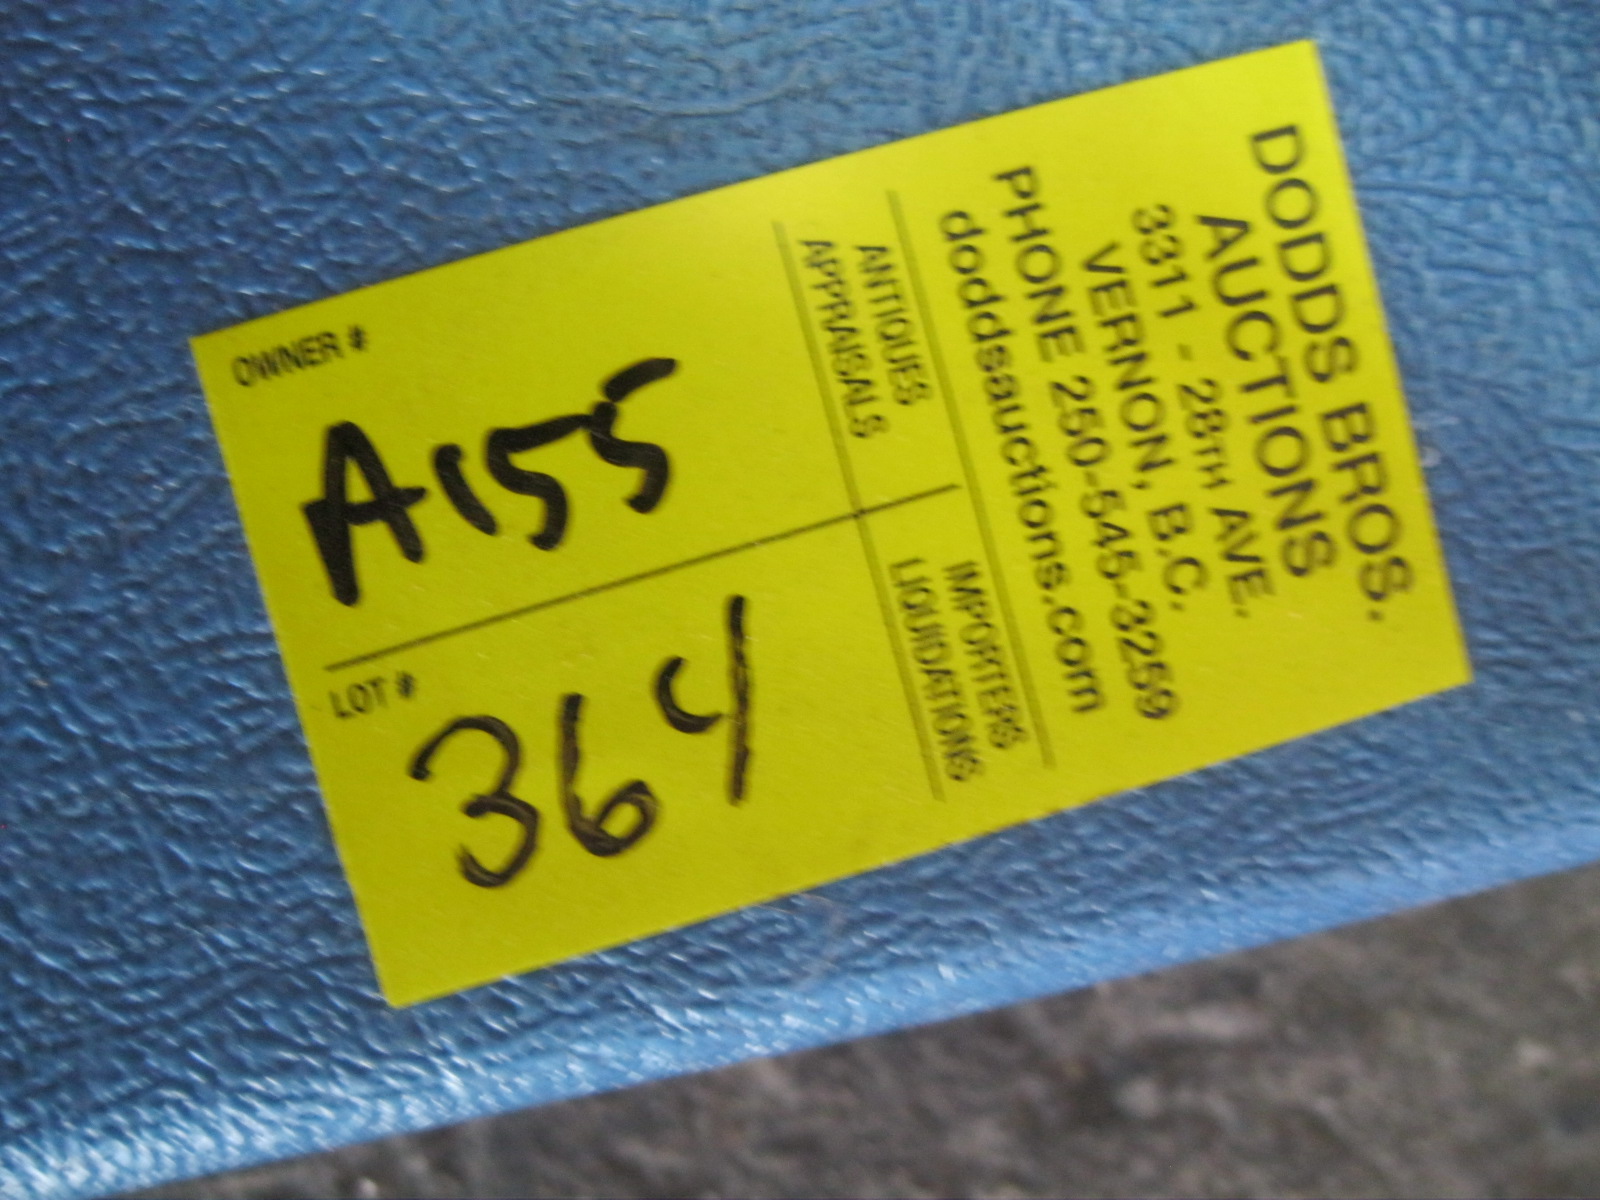 DODDS BROS.
AUCTIONS
3311 - 28TH AVE.
VERNON, B.C.
PHONE 250-545-3259
doddsauctions.com
ANTIQUES
APPRAISALS
IMPORTERS
LIQUIDATIONS
OWNER #
A155
LOT #
364